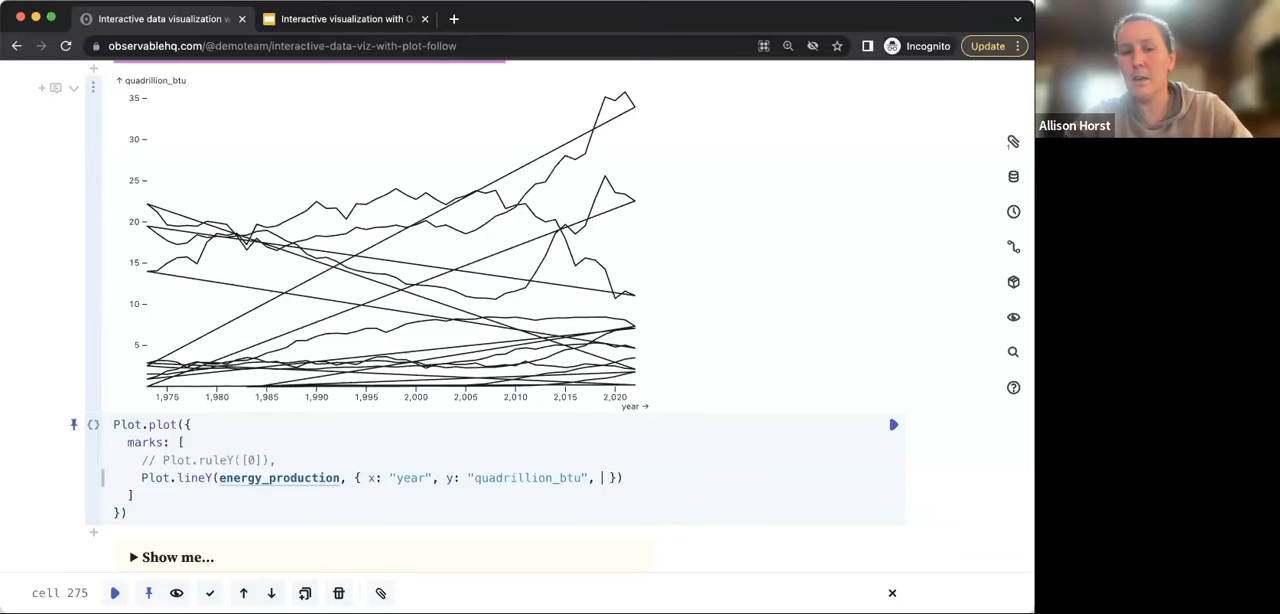 Interactive data visualization w
Interactive visualization with O
observablehq.com/@demoteam/interactive-data-viz-with-plot-follow
Incognito
Update
Allison Horst
↑ quadrillion_btu
35
30
25
20
15
10
5
1,975 1,980 1,985 1,990 1,995 2,000 2,005 2,010 2,015 2,020
year →
Plot.plot({
marks: [
// Plot.ruleY([0]),
Plot.lineY(energy_production, { x: "year", y: "quadrillion_btu", })
]
})
▶ Show me...
cell 275